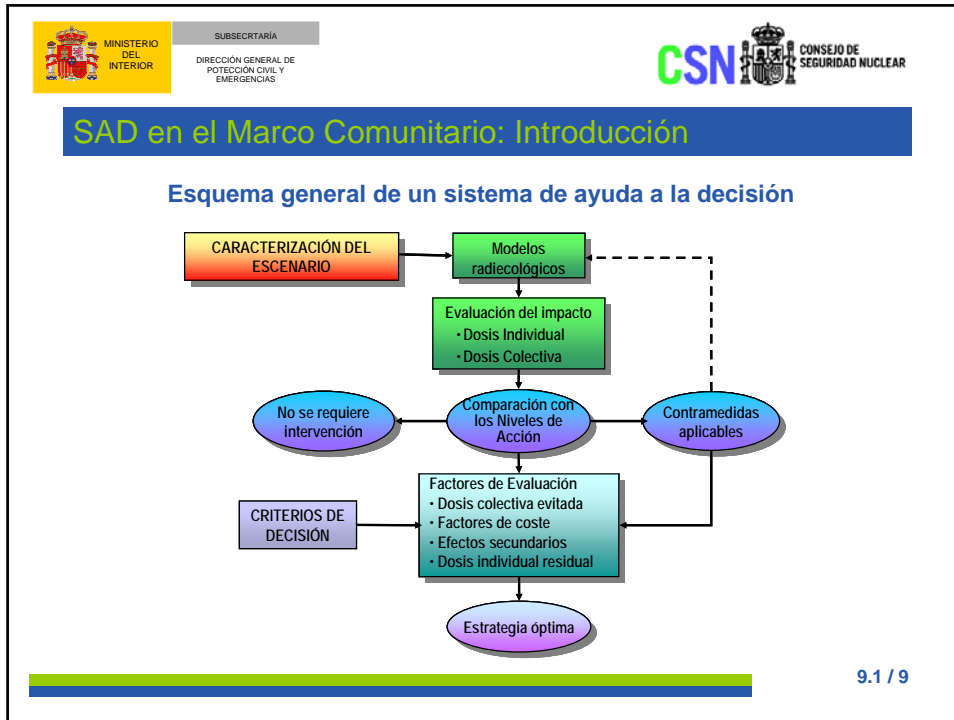 MINISTERIO
DEL
INTERIOR
SUBSECRTARÍA
DIRECCIÓN GENERAL DE
POTECCIÓN CIVIL Y
EMERGENCIAS
CSN
CONSEJO DE
SEGURIDAD NUCLEAR
SAD en el Marco Comunitario: Introducción
Esquema general de un sistema de ayuda a la decisión
CARACTERIZACIÓN DEL
ESCENARIO
Modelos
radiecológicos
Evaluación del impacto
• Dosis Individual
• Dosis Colectiva
No se requiere
intervención
Comparación con
los Niveles de
Acción
Contramedidas
aplicables
CRITERIOS DE
DECISIÓN
Factores de Evaluación
• Dosis colectiva evitada
• Factores de coste
• Efectos secundarios
• Dosis individual residual
Estrategia óptima
9.1 / 9